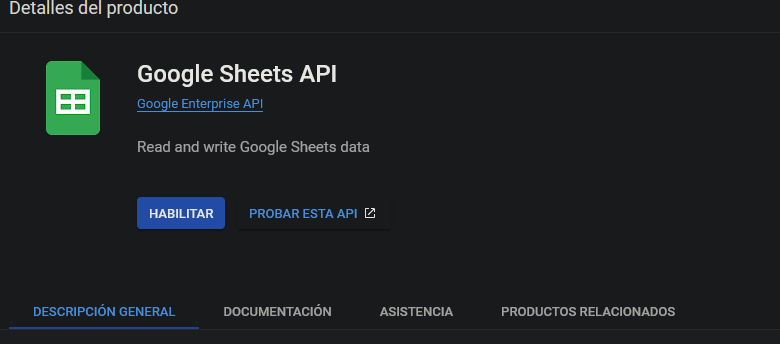 Detalles del producto
Google Sheets API
Google Enterprise API
Read and write Google Sheets data
HABILITAR
PROBAR ESTA API
DESCRIPCIÓN GENERAL
DOCUMENTACIÓN
ASISTENCIA
PRODUCTOS RELACIONADOS